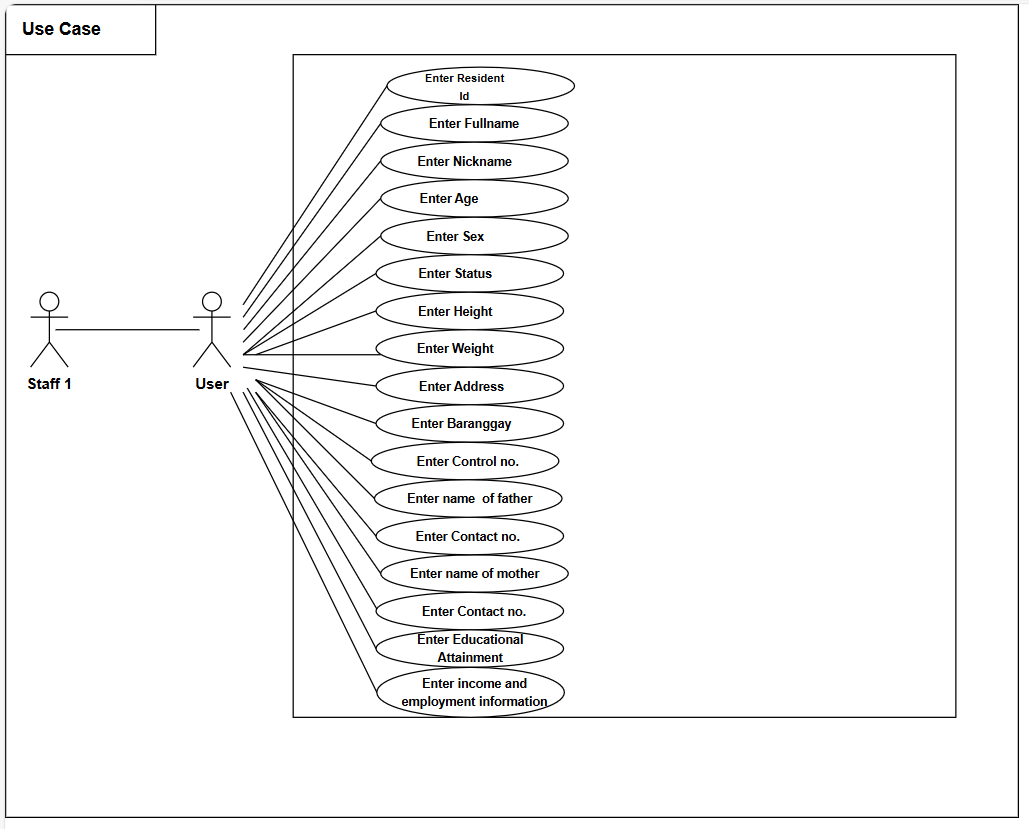 Use Case
Enter Resident
Id
Enter Fullname
Enter Nickname
Enter Age
Enter Sex
Enter Status
Enter Height
Enter Weight
Enter Address
Enter Baranggay
Enter Control no.
Enter name  of father
Enter Contact no.
Enter name of mother
Enter Contact no.
Enter Educational
Attainment
Enter income and
employment information
Staff 1
User